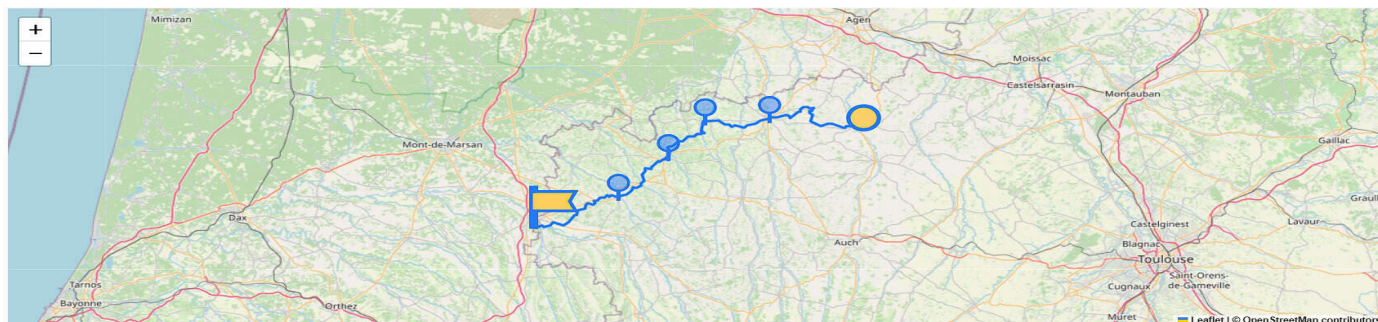 +
−
Mimizan
Agen
Moissac
Castelsarrasin
Montauban
Gaillac
Mont-de-Marsan
Dax
Graull
Castelginest
Lavaur
Blagnac
Auch
Toulouse
Tarnos
Bayonne
Orthez
Cugnaux
Saint-Orens-
de-Gameville
Muret
Leaflet | © OpenStreetMap contributors